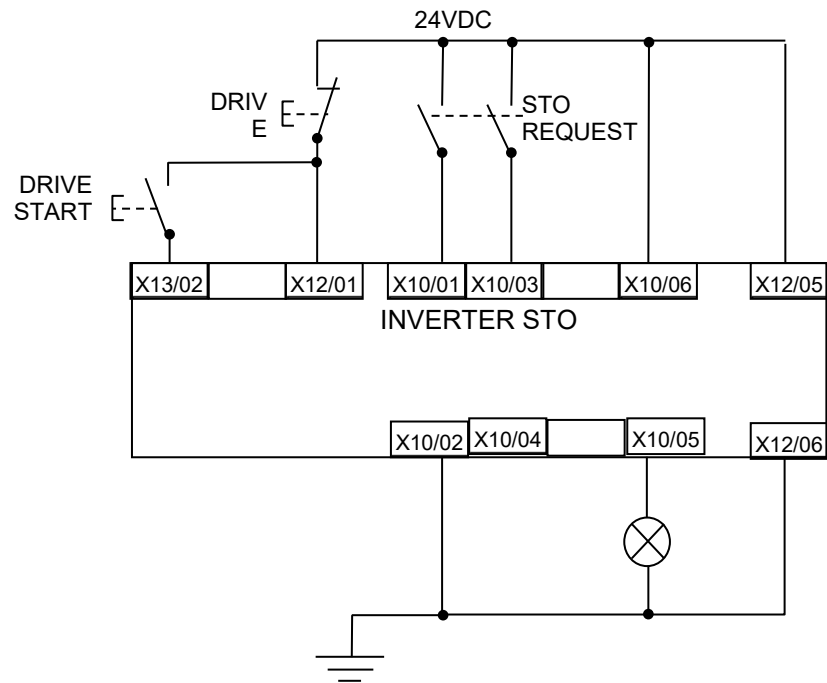 24VDC
DRIV
E
STO
REQUEST
DRIVE
START
X13/02
X12/01
X10/01
X10/03
X10/06
X12/05
INVERTER STO
X10/02
X10/04
X10/05
X12/06